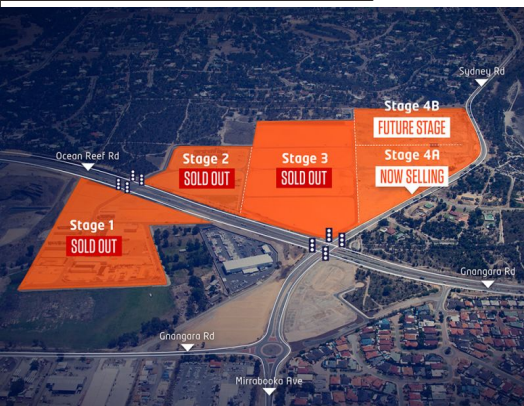 Sydney Rd
Stage 4B
FUTURE STAGE
Ocean Reef Rd
Stage 2
SOLD OUT
Stage 3
SOLD OUT
Stage 4A
NOW SELLING
Stage 1
SOLD OUT
Gnangara Rd
Gnangara Rd
Mirrabooka Ave